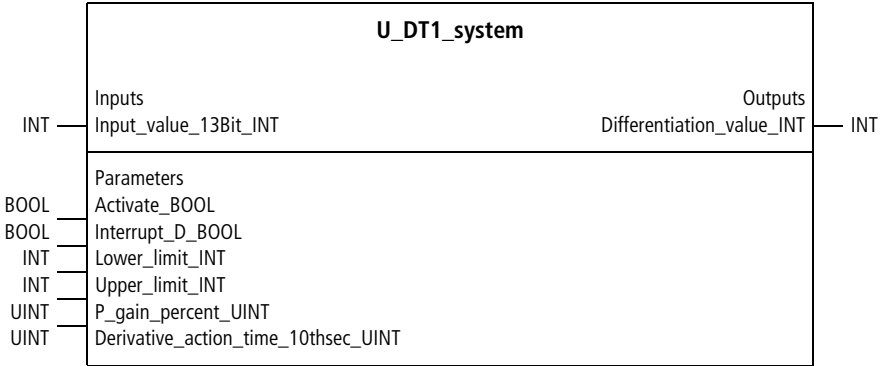 U_DT1_system
Inputs Outputs
INT Input_value_13Bit_INT Differentiation_value_INT INT
Parameters
BOOL Activate_BOOL
BOOL Interrupt_D_BOOL
INT Lower_limit_INT
INT Upper_limit_INT
UINT P_gain_percent_UINT
UINT Derivative_action_time_10thsec_UINT